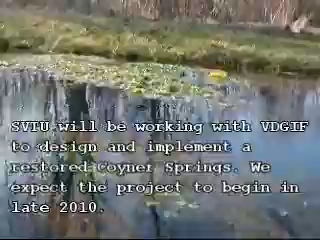 SVTU will be working with VDGIF
to design and implement a
restored Coyner Springs. We
expect the project to begin in
late 2010.